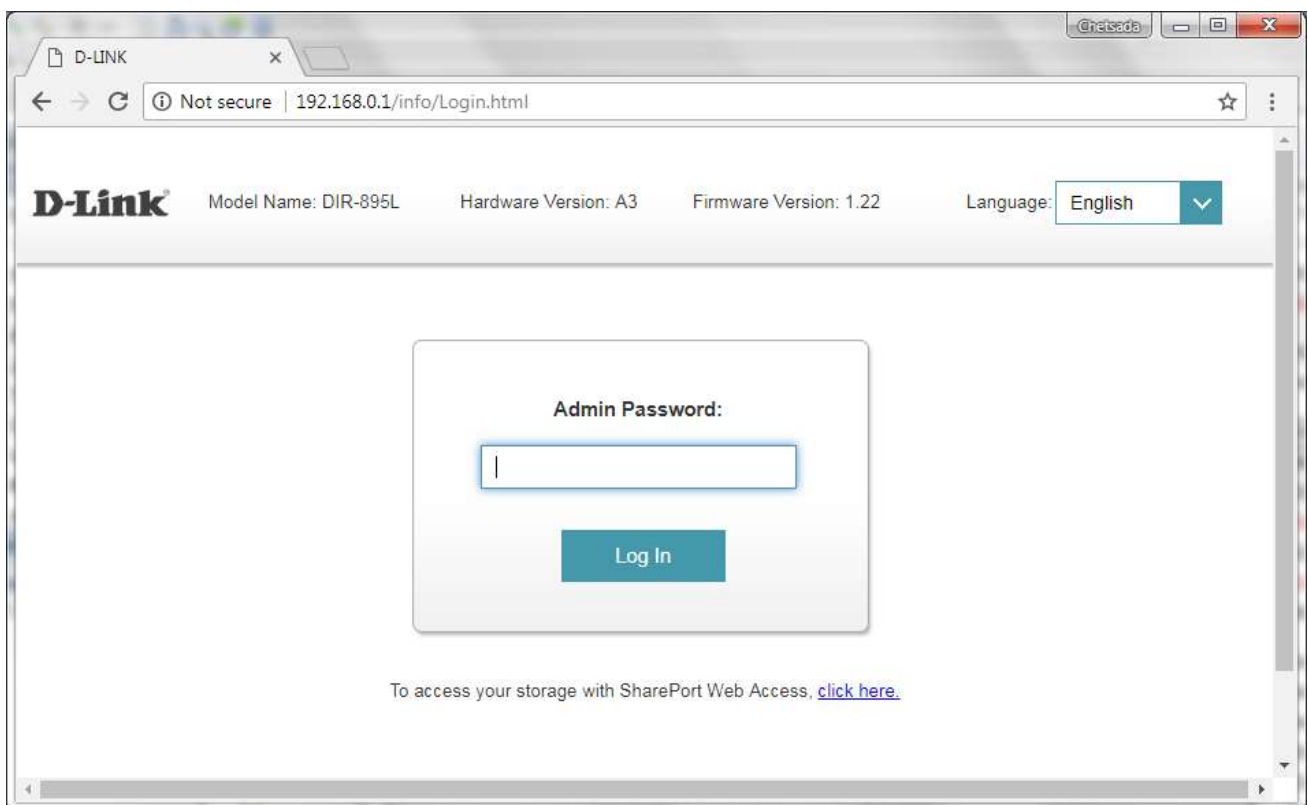 Chetsada
D-LINK
Not secure 192.168.0.1/info/Login.html
D-Link Model Name: DIR-895L Hardware Version: A3 Firmware Version: 1.22 Language: English
Admin Password:
Log In
To access your storage with SharePort Web Access, click here.